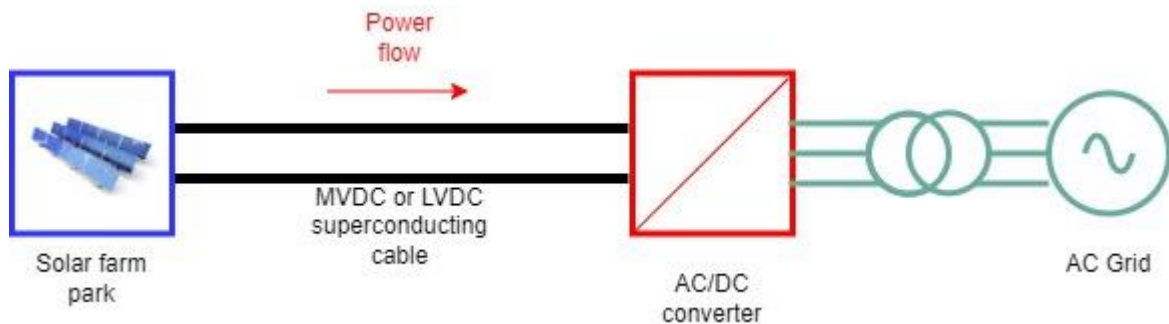 Power
flow
MVDC or LVDC
superconducting
cable
Solar farm
park
AC/DC
converter
AC Grid